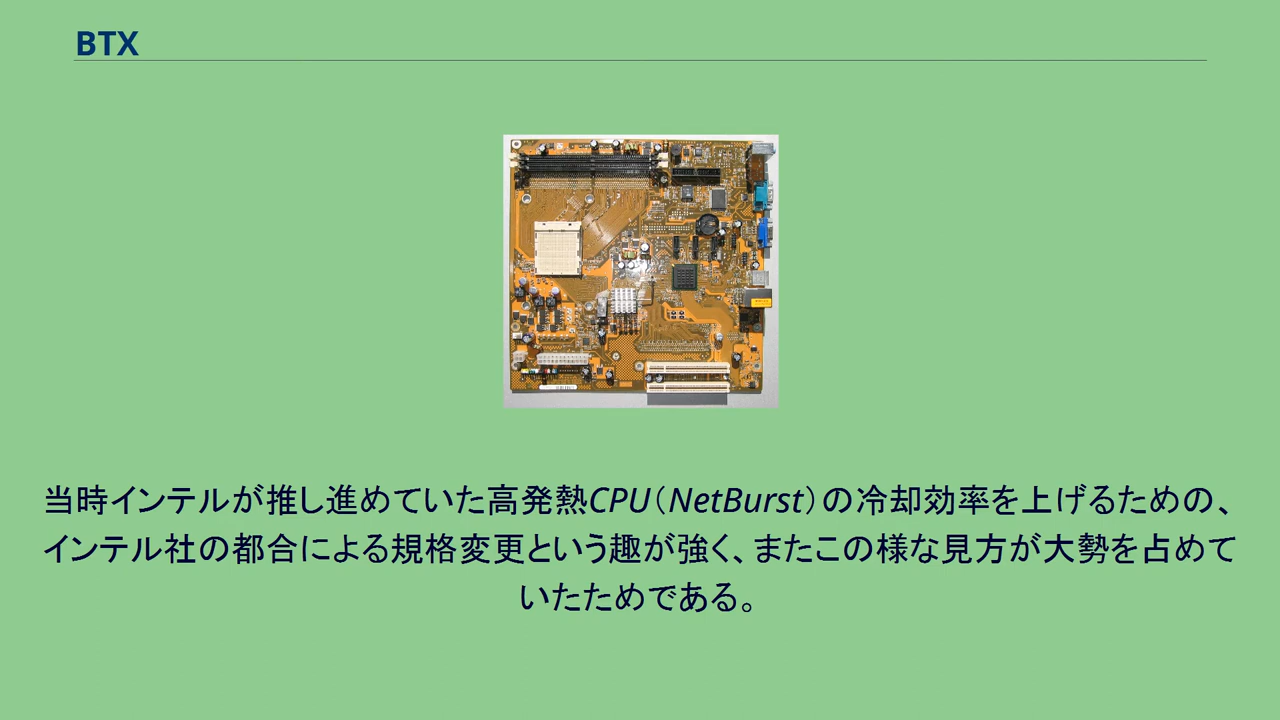 BTX
当時インテルが推し進めていた高発熱CPU（NetBurst）の冷却効率を上げるための、
インテル社の都合による規格変更という趣が強く、またこの様な見方が大勢を占めて
いたためである。